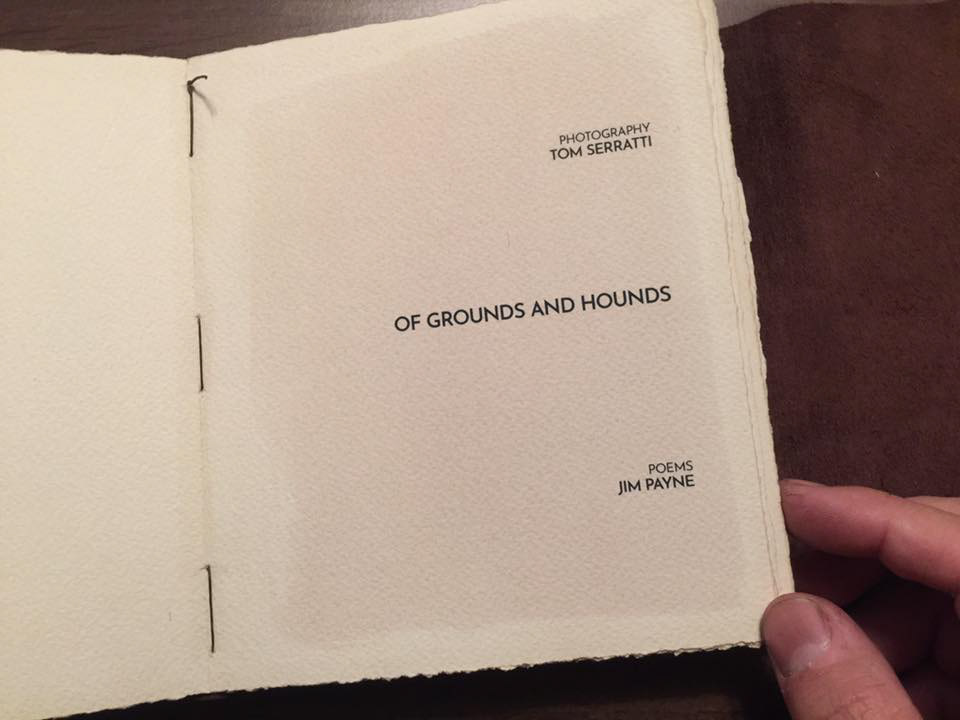 PHOTOGRAPHY
TOM SERRATTI
OF GROUNDS AND HOUNDS
POEMS
JIM PAYNE